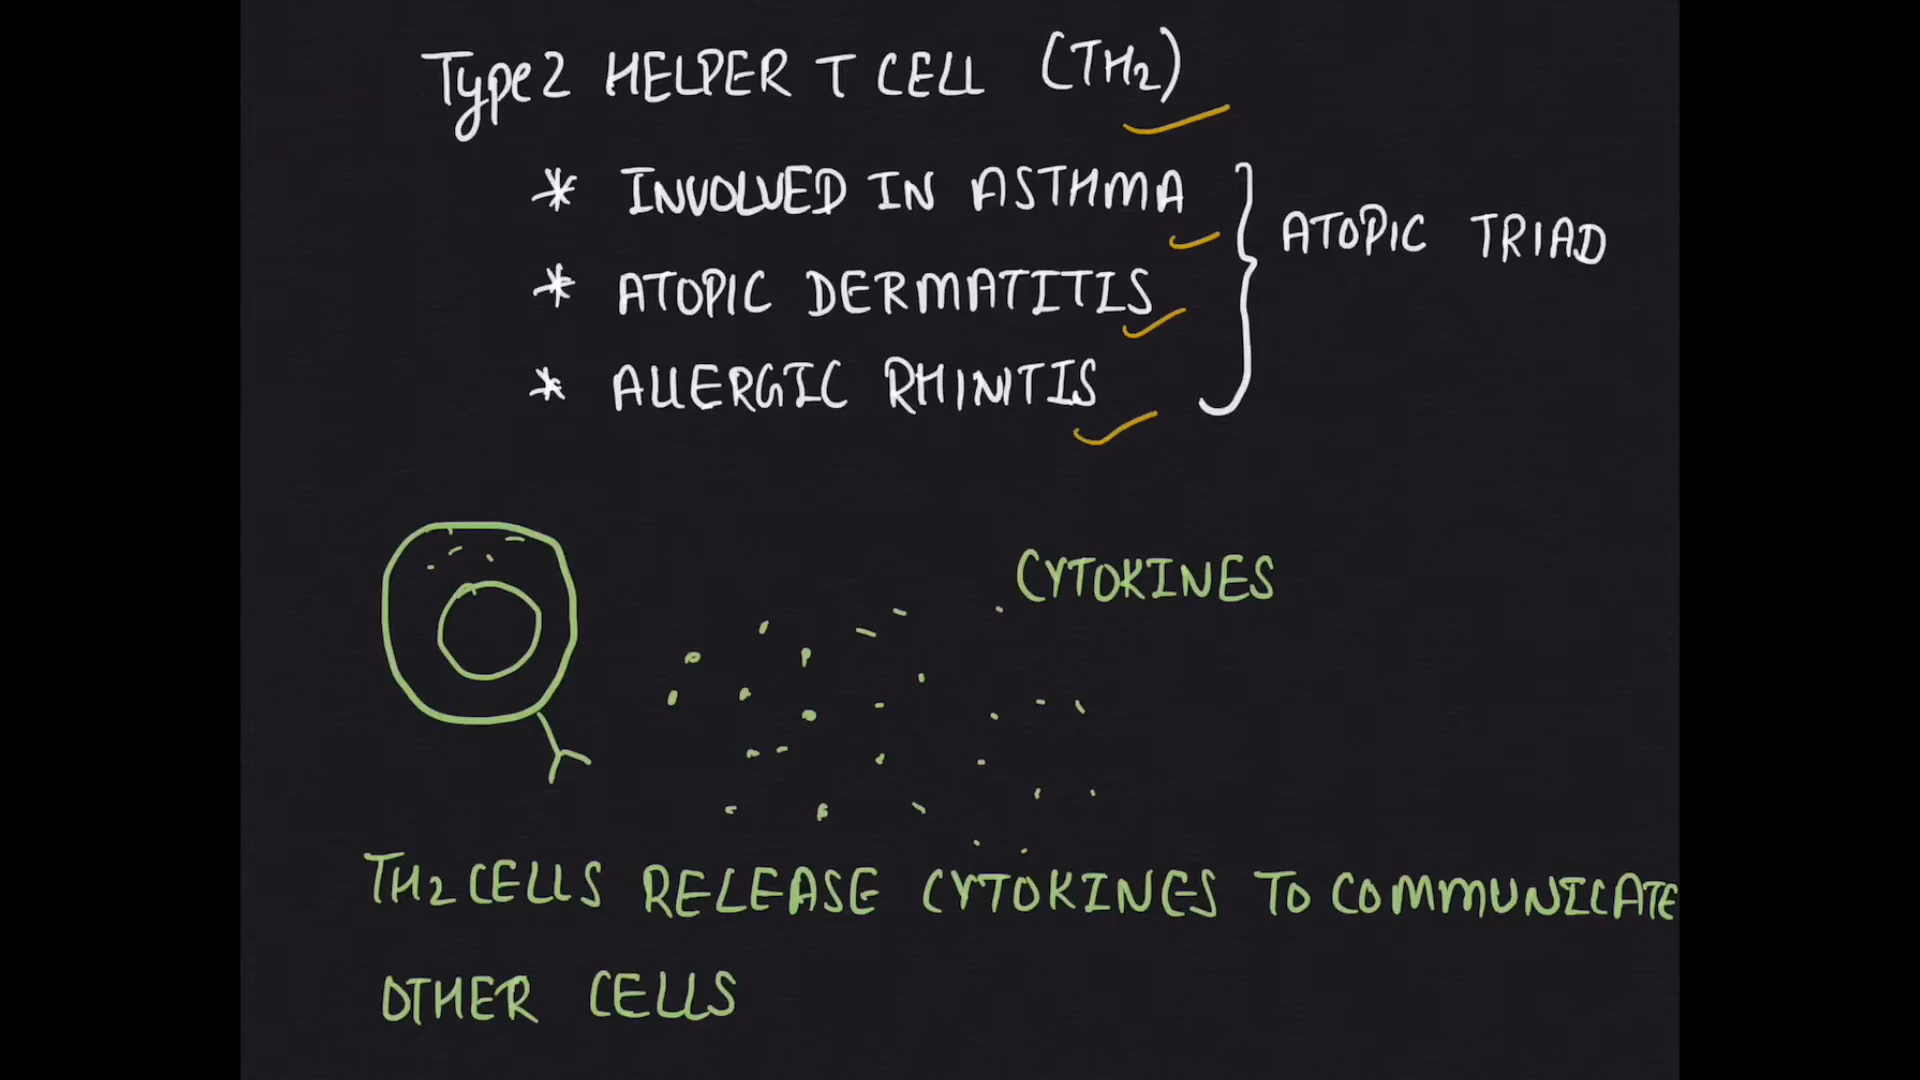 Type 2 HELPER T CELL (TH2)
* INVOLVED IN ASTHMA
ATOPIC TRIAD
* ATOPIC DERMATITIS
* ALLERGIC RHINITIS
CYTOKINES
TH2 CELLS RELEASE CYTOKINES TO COMMUNICATE
OTHER CELLS